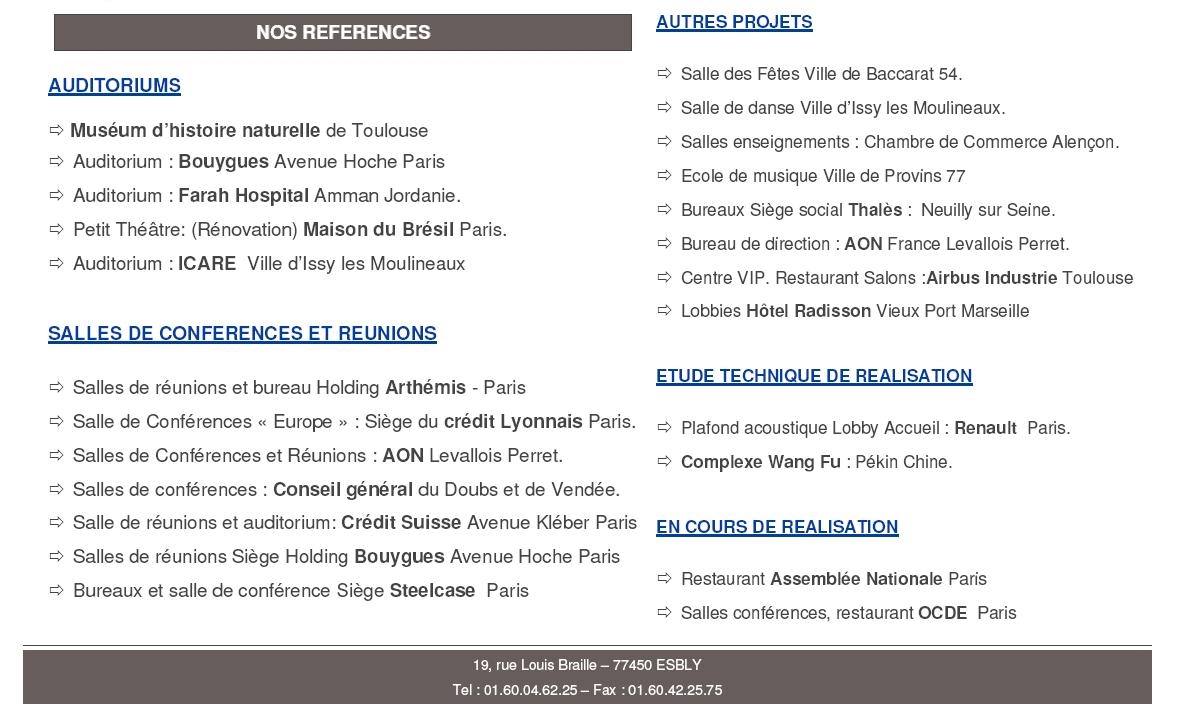 NOS REFERENCES
AUDITORIUMS
⇨ Muséum d'histoire naturelle de Toulouse
⇨ Auditorium : Bouygues Avenue Hoche Paris
⇨ Auditorium : Farah Hospital Amman Jordanie.
⇨ Petit Théâtre: (Rénovation) Maison du Brésil Paris.
⇨ Auditorium : ICARE Ville d'Issy les Moulineaux
SALLES DE CONFERENCES ET REUNIONS
⇨ Salles de réunions et bureau Holding Arthémis - Paris
⇨ Salle de Conférences « Europe » : Siège du crédit Lyonnais Paris.
⇨ Salles de Conférences et Réunions : AON Levallois Perret.
⇨ Salles de conférences : Conseil général du Doubs et de Vendée.
⇨ Salle de réunions et auditorium: Crédit Suisse Avenue Kléber Paris
⇨ Salles de réunions Siège Holding Bouygues Avenue Hoche Paris
⇨ Bureaux et salle de conférence Siège Steelcase Paris
AUTRES PROJETS
⇨ Salle des Fêtes Ville de Baccarat 54.
⇨ Salle de danse Ville d'Issy les Moulineaux.
⇨ Salles enseignements : Chambre de Commerce Alençon.
⇨ Ecole de musique Ville de Provins 77
⇨ Bureaux Siège social Thalès : Neuilly sur Seine.
⇨ Bureau de direction : AON France Levallois Perret.
⇨ Centre VIP. Restaurant Salons :Airbus Industrie Toulouse
⇨ Lobbies Hôtel Radisson Vieux Port Marseille
ETUDE TECHNIQUE DE REALISATION
⇨ Plafond acoustique Lobby Accueil : Renault Paris.
⇨ Complexe Wang Fu : Pékin Chine.
EN COURS DE REALISATION
⇨ Restaurant Assemblée Nationale Paris
⇨ Salles conférences, restaurant OCDE Paris
19, rue Louis Braille – 77450 ESBLY
Tel : 01.60.04.62.25 – Fax : 01.60.42.25.75